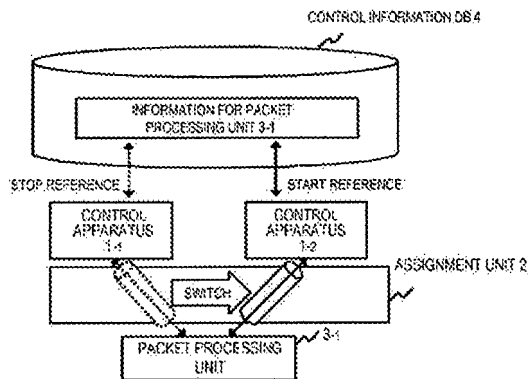 CONTROL INFORMATION DB 4
INFORMATION FOR PACKET
PROCESSING UNIT 3-1
STOP REFERENCE
START REFERENCE
CONTROL
APPARATUS
1-1
CONTROL
APPARATUS
1-2
ASSIGNMENT UNIT 2
SWITCH
3-1
PACKET PROCESSING
UNIT